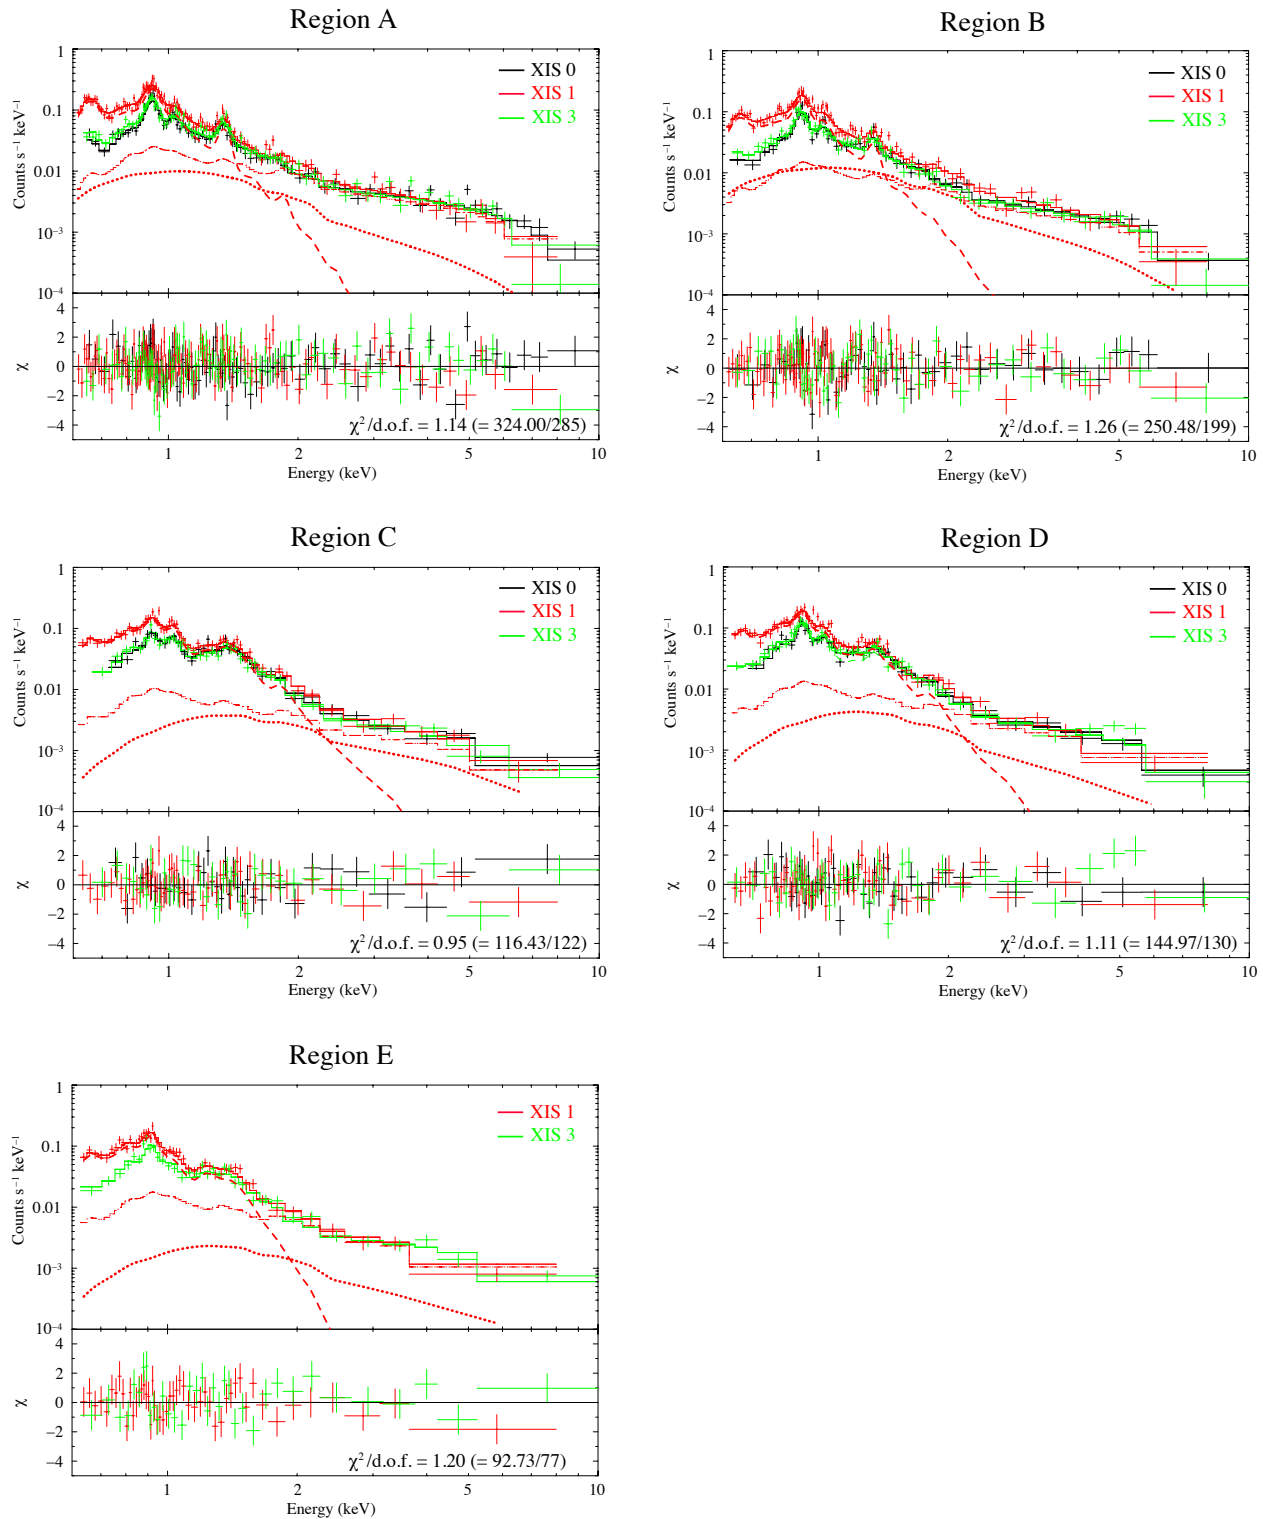 Region A
1
0.1
0.01
10⁻³
10⁻⁴
Counts s⁻¹ keV⁻¹
XIS 0
XIS 1
XIS 3
4
2
0
−2
−4
χ
χ²/d.o.f. = 1.14 (= 324.00/285)
1 2 5 10
Energy (keV)
Region B
1
0.1
0.01
10⁻³
10⁻⁴
Counts s⁻¹ keV⁻¹
XIS 0
XIS 1
XIS 3
4
2
0
−2
−4
χ
χ²/d.o.f. = 1.26 (= 250.48/199)
1 2 5 10
Energy (keV)
Region C
1
0.1
0.01
10⁻³
10⁻⁴
Counts s⁻¹ keV⁻¹
XIS 0
XIS 1
XIS 3
4
2
0
−2
−4
χ
χ²/d.o.f. = 0.95 (= 116.43/122)
1 2 5 10
Energy (keV)
Region D
1
0.1
0.01
10⁻³
10⁻⁴
Counts s⁻¹ keV⁻¹
XIS 0
XIS 1
XIS 3
4
2
0
−2
−4
χ
χ²/d.o.f. = 1.11 (= 144.97/130)
1 2 5 10
Energy (keV)
Region E
1
0.1
0.01
10⁻³
10⁻⁴
Counts s⁻¹ keV⁻¹
XIS 1
XIS 3
4
2
0
−2
−4
χ
χ²/d.o.f. = 1.20 (= 92.73/77)
1 2 5 10
Energy (keV)